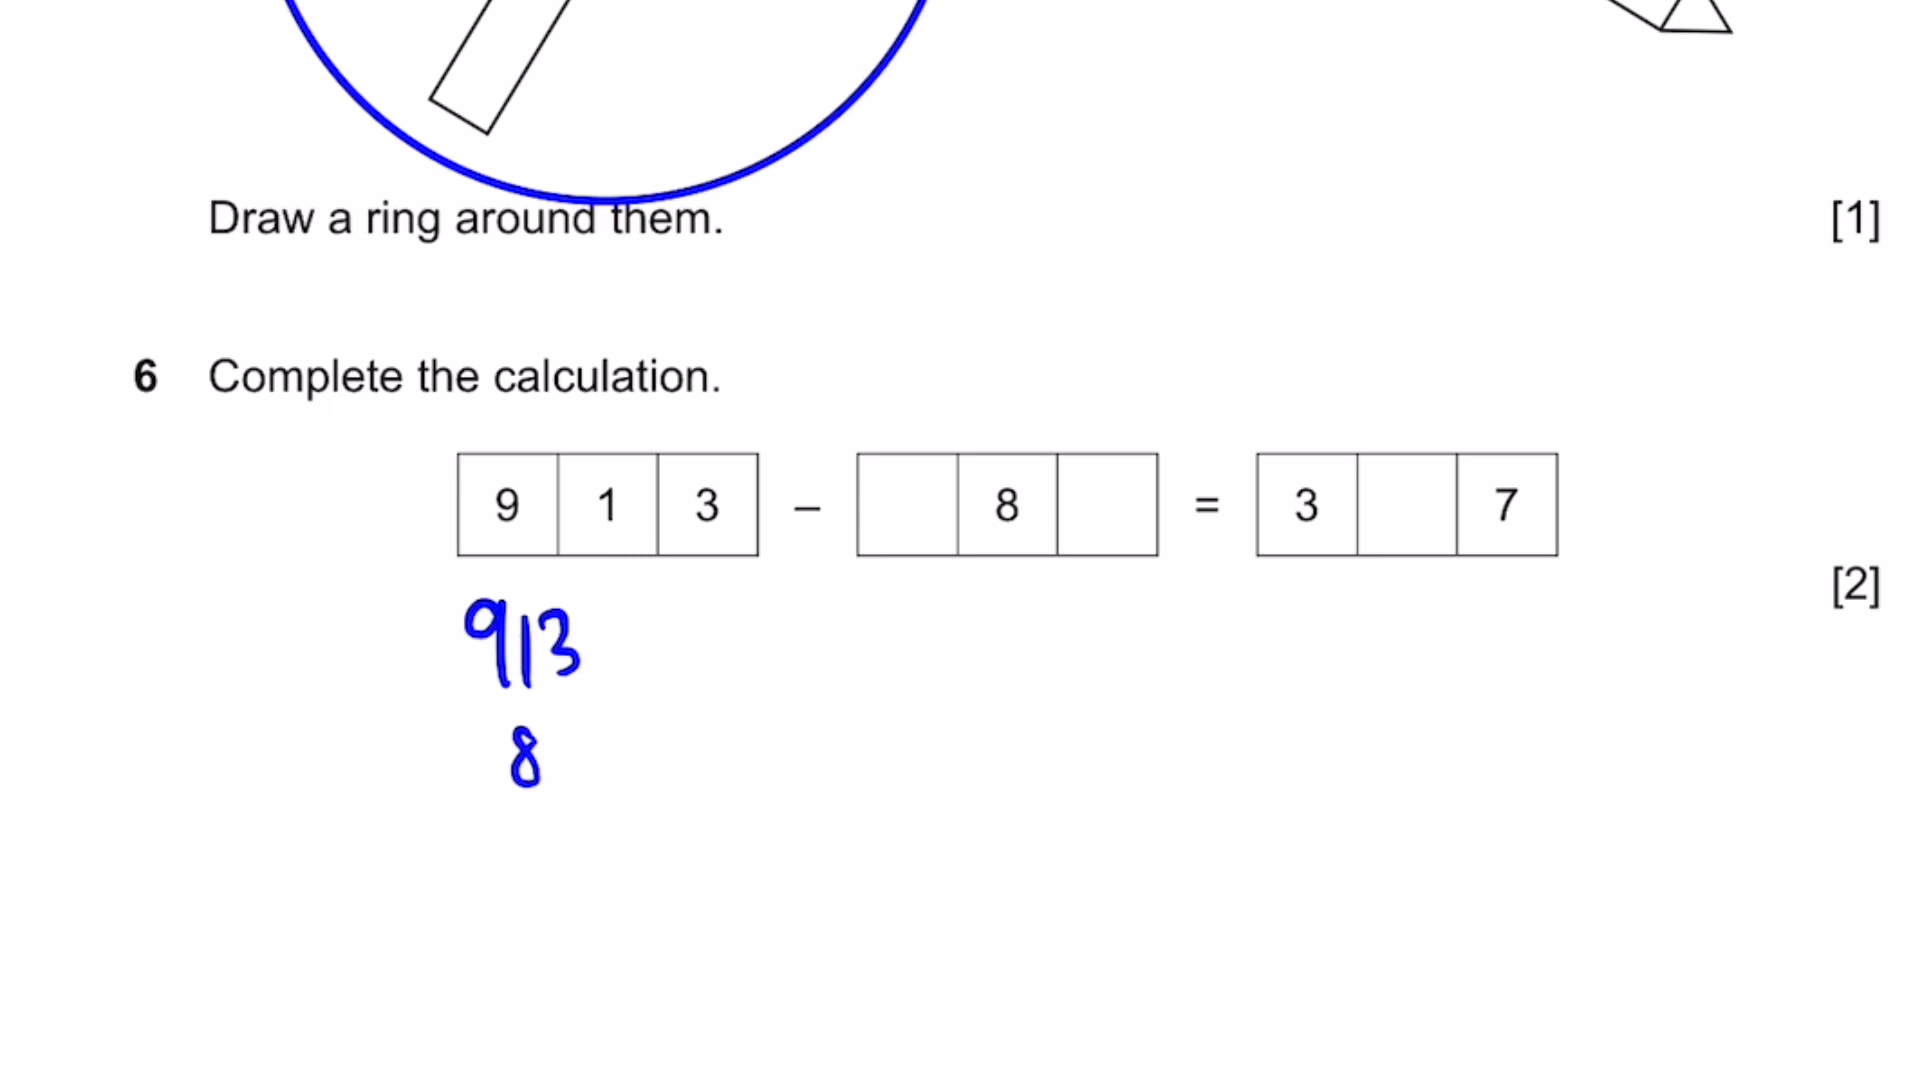 Draw a ring around them. [1]
6 Complete the calculation.
9 1 3 – 8 = 3 7
[2]
913
8